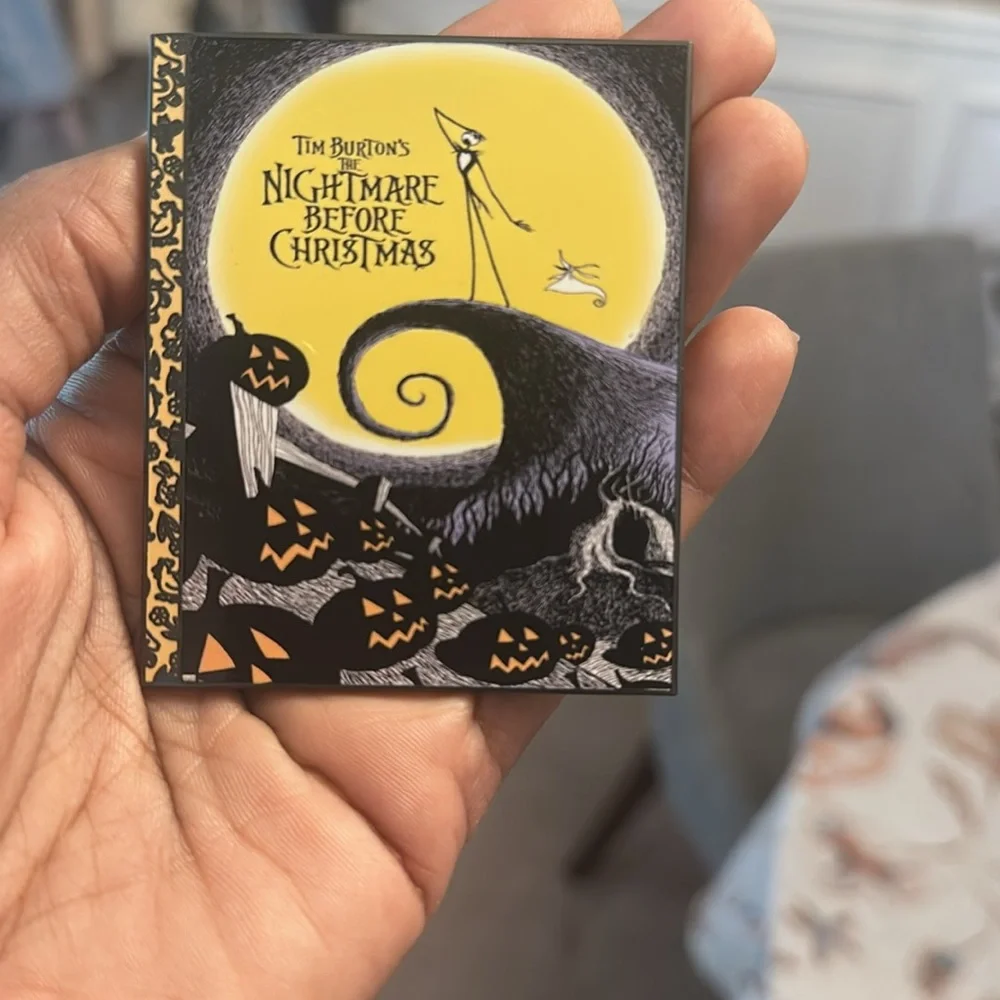 TIM BURTON'S
THE
NIGHTMARE
BEFORE
CHRISTMAS